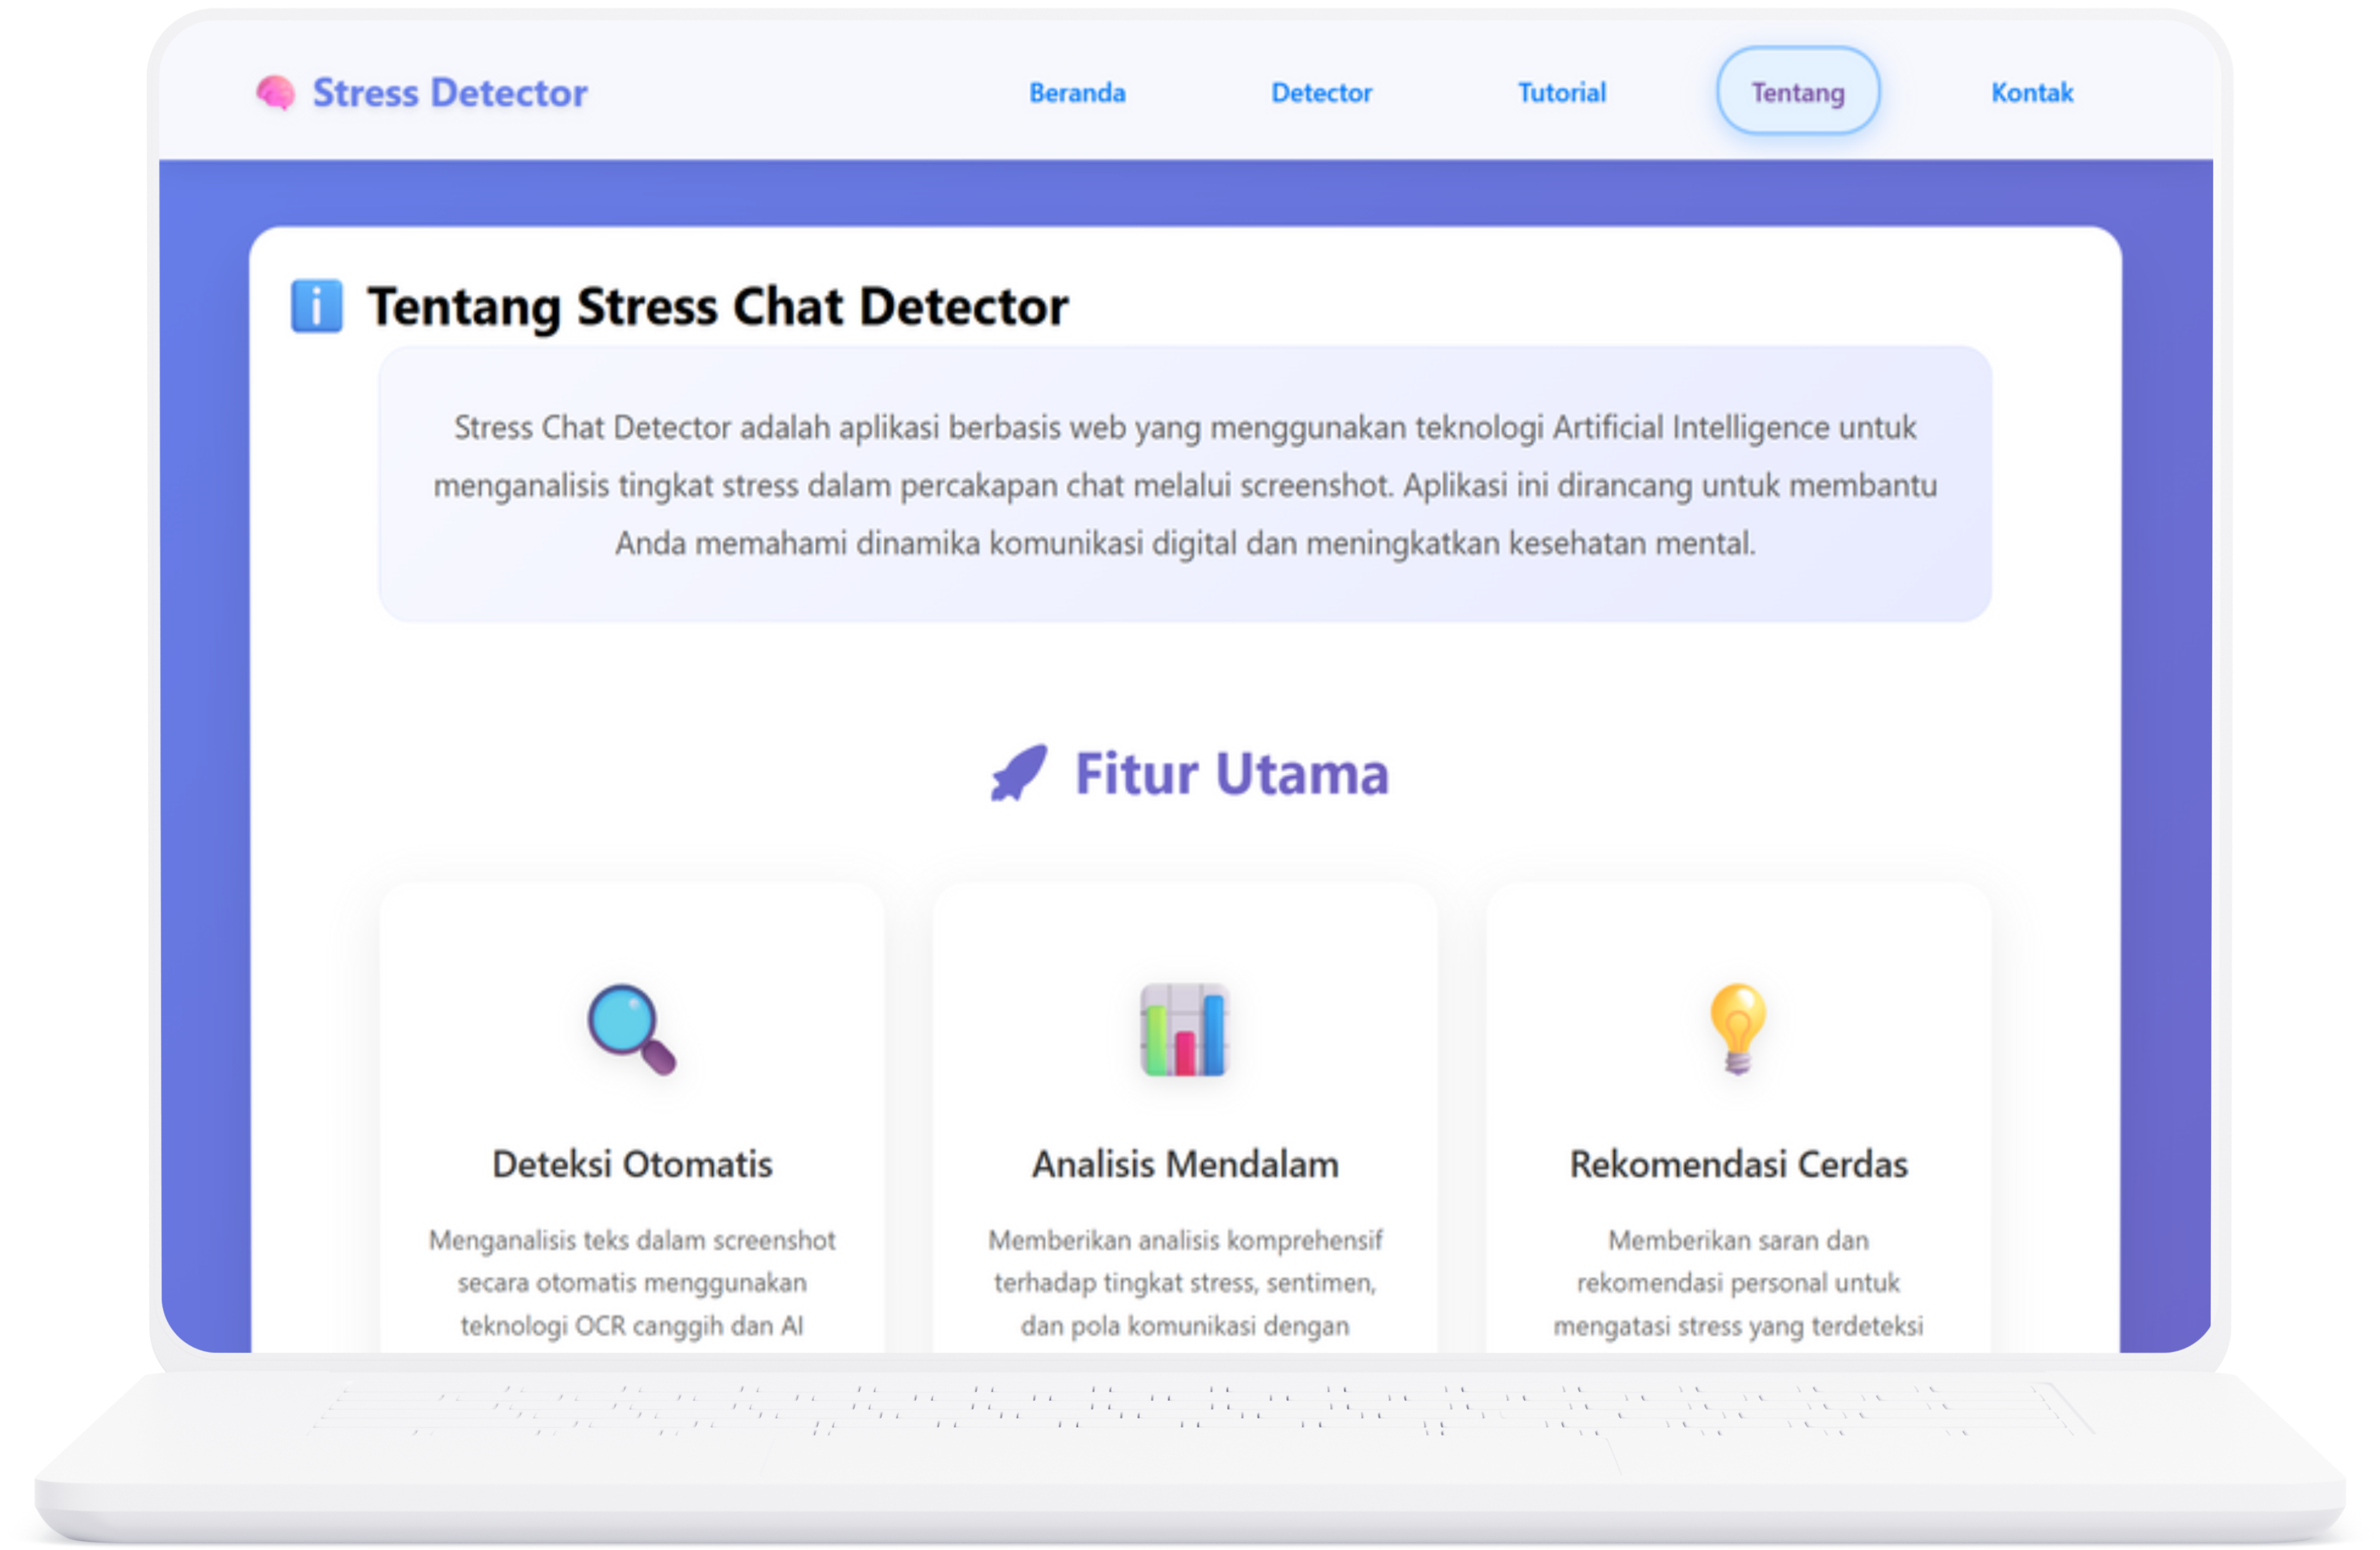 Stress Detector
Beranda
Detector
Tutorial
Tentang
Kontak
Tentang Stress Chat Detector
Stress Chat Detector adalah aplikasi berbasis web yang menggunakan teknologi Artificial Intelligence untuk
menganalisis tingkat stress dalam percakapan chat melalui screenshot. Aplikasi ini dirancang untuk membantu
Anda memahami dinamika komunikasi digital dan meningkatkan kesehatan mental.
Fitur Utama
Deteksi Otomatis
Menganalisis teks dalam screenshot
secara otomatis menggunakan
teknologi OCR canggih dan AI
Analisis Mendalam
Memberikan analisis komprehensif
terhadap tingkat stress, sentimen,
dan pola komunikasi dengan
Rekomendasi Cerdas
Memberikan saran dan
rekomendasi personal untuk
mengatasi stress yang terdeteksi